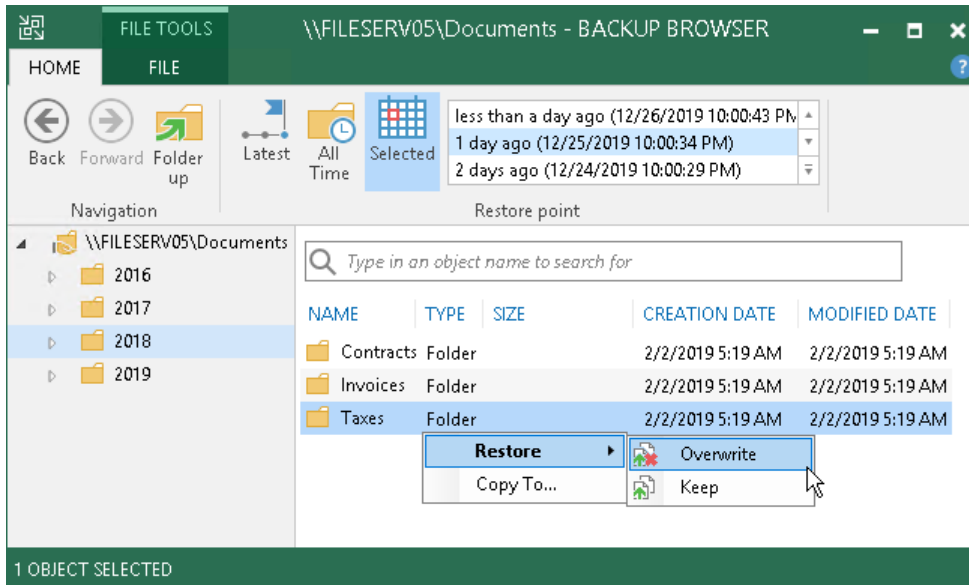 FILE TOOLS
\\FILESERV05\Documents - BACKUP BROWSER
HOME FILE
?
Back Forward Folder up
Latest All Time Selected
less than a day ago (12/26/2019 10:00:43 PM
1 day ago (12/25/2019 10:00:34 PM)
2 days ago (12/24/2019 10:00:29 PM)
Navigation Restore point
\\FILESERV05\Documents
2016
2017
2018
2019
Type in an object name to search for
NAME TYPE SIZE CREATION DATE MODIFIED DATE
Contracts Folder 2/2/2019 5:19 AM 2/2/2019 5:19 AM
Invoices Folder 2/2/2019 5:19 AM 2/2/2019 5:19 AM
Taxes Folder 2/2/2019 5:19 AM 2/2/2019 5:19 AM
Restore Overwrite
Copy To... Keep
1 OBJECT SELECTED